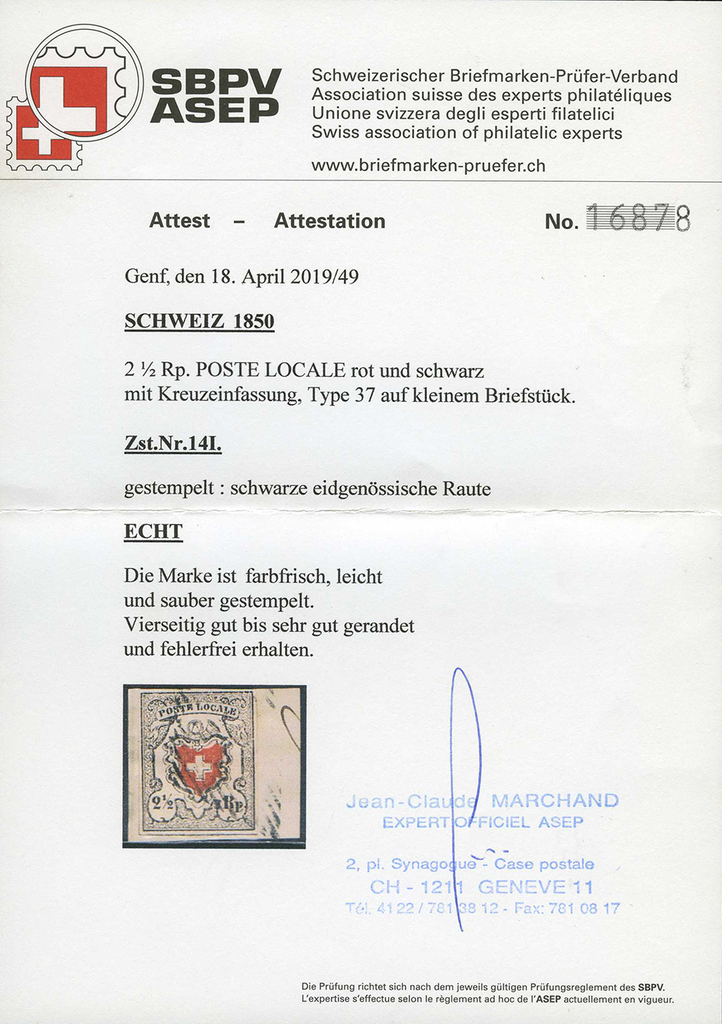 SBPV
ASEP
Schweizerischer Briefmarken-Prüfer-Verband
Association suisse des experts philatéliques
Unione svizzera degli esperti filatelici
Swiss association of philatelic experts
www.briefmarken-pruefer.ch
Attest – Attestation No. 16878
Genf, den 18. April 2019/49
SCHWEIZ 1850
2 ½ Rp. POSTE LOCALE rot und schwarz
mit Kreuzeinfassung, Type 37 auf kleinem Briefstück.
Zst.Nr.14I.
gestempelt : schwarze eidgenössische Raute
ECHT
Die Marke ist farbfrisch, leicht
und sauber gestempelt.
Vierseitig gut bis sehr gut gerandet
und fehlerfrei erhalten.
POSTE LOCALE
2½ Rp
Jean-Claude MARCHAND
EXPERT OFFICIEL ASEP
2, pl. Synagogue - Case postale
CH - 1211 GENEVE 11
Tél. 41 22 / 781 38 12 - Fax: 781 08 17
Die Prüfung richtet sich nach dem jeweils gültigen Prüfungsreglement des SBPV.
L'expertise s'effectue selon le règlement ad hoc de l'ASEP actuellement en vigueur.